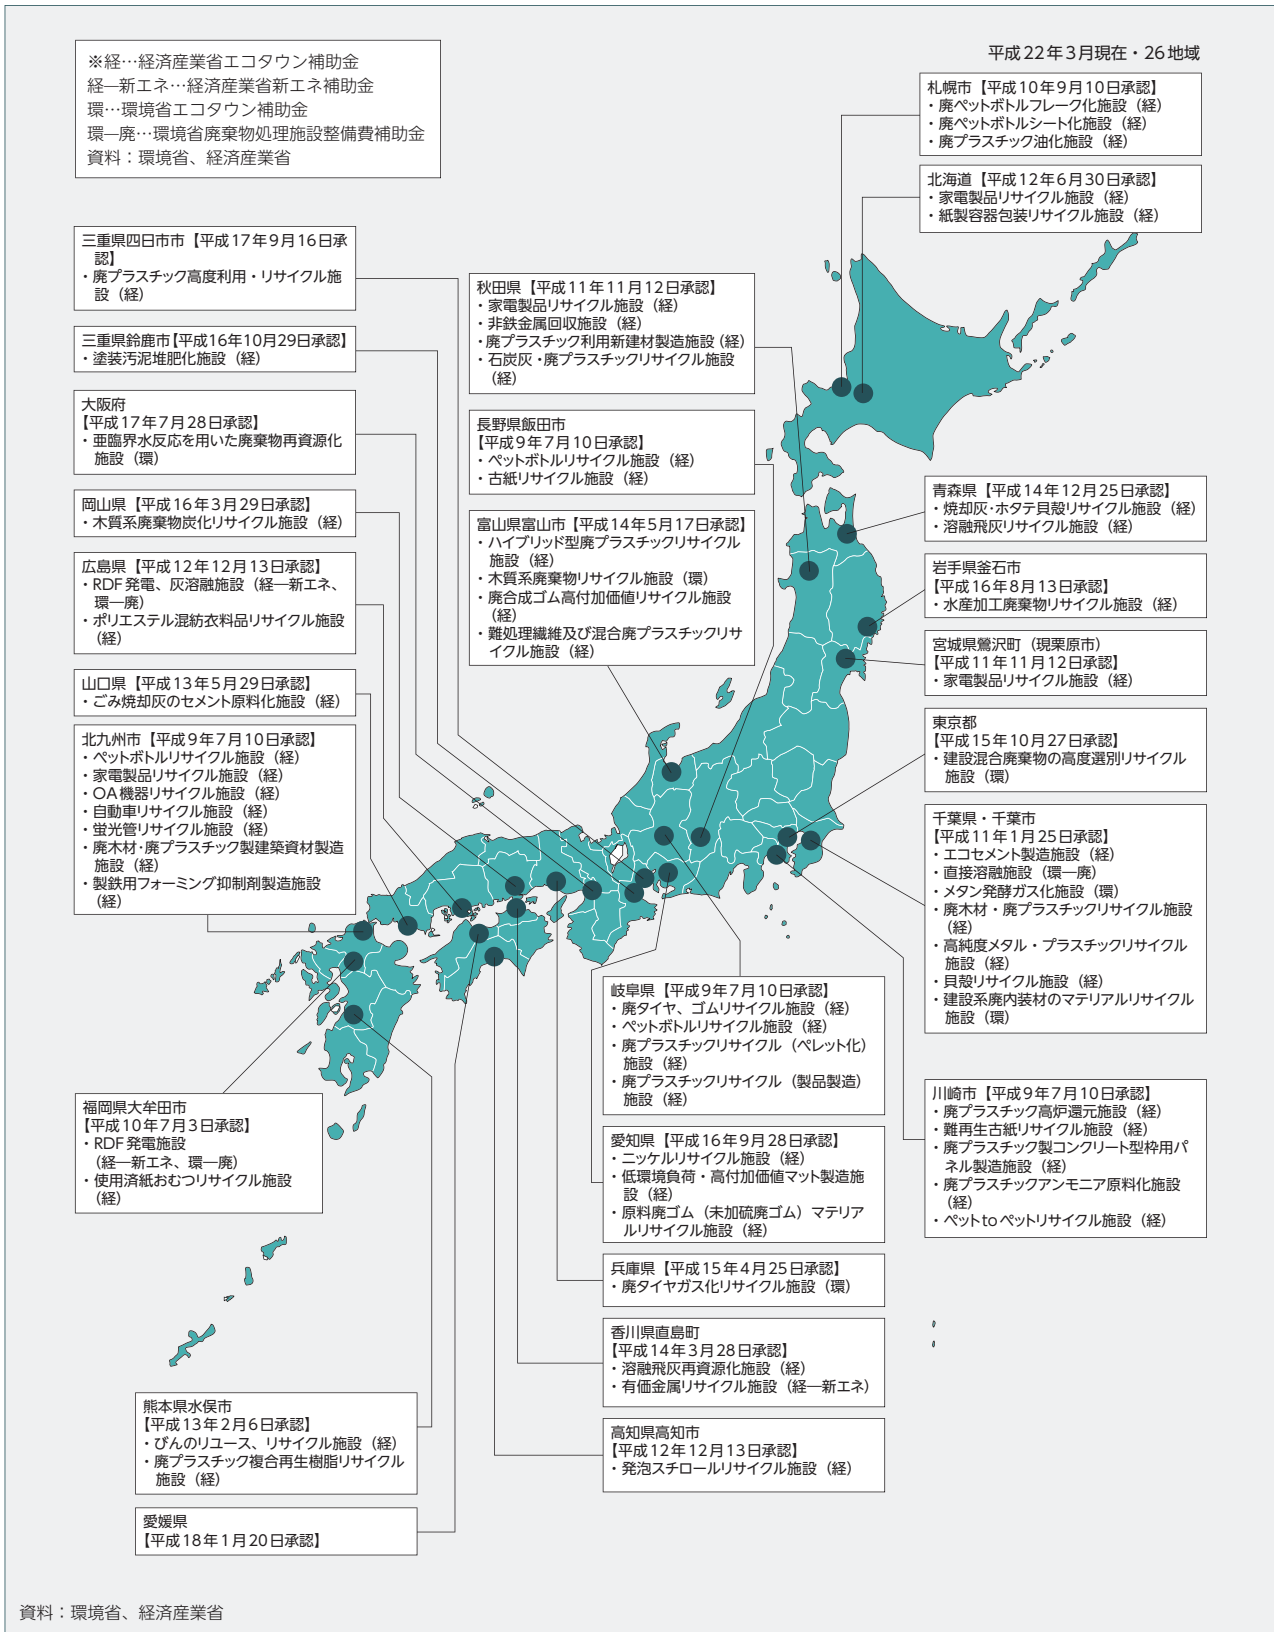 ※経…経済産業省エコタウン補助金
経―新エネ…経済産業省新エネ補助金
環…環境省エコタウン補助金
環―廃…環境省廃棄物処理施設整備費補助金
資料：環境省、経済産業省
平成22年3月現在・26地域
札幌市【平成10年9月10日承認】
・廃ペットボトルフレーク化施設（経）
・廃ペットボトルシート化施設（経）
・廃プラスチック油化施設（経）
北海道【平成12年6月30日承認】
・家電製品リサイクル施設（経）
・紙製容器包装リサイクル施設（経）
三重県四日市市【平成17年9月16日承
認】
・廃プラスチック高度利用・リサイクル施
設（経）
三重県鈴鹿市【平成16年10月29日承認】
・塗装汚泥堆肥化施設（経）
大阪府
【平成17年7月28日承認】
・亜臨界水反応を用いた廃棄物再資源化
施設（環）
岡山県【平成16年3月29日承認】
・木質系廃棄物炭化リサイクル施設（経）
広島県【平成12年12月13日承認】
・RDF発電、灰溶融施設（経―新エネ、
環―廃）
・ポリエステル混紡衣料品リサイクル施設
（経）
山口県【平成13年5月29日承認】
・ごみ焼却灰のセメント原料化施設（経）
北九州市【平成9年7月10日承認】
・ペットボトルリサイクル施設（経）
・家電製品リサイクル施設（経）
・OA機器リサイクル施設（経）
・自動車リサイクル施設（経）
・蛍光管リサイクル施設（経）
・廃木材・廃プラスチック製建築資材製造
施設（経）
・製鉄用フォーミング抑制剤製造施設
（経）
秋田県【平成11年11月12日承認】
・家電製品リサイクル施設（経）
・非鉄金属回収施設（経）
・廃プラスチック利用新建材製造施設（経）
・石炭灰・廃プラスチックリサイクル施設
（経）
長野県飯田市
【平成9年7月10日承認】
・ペットボトルリサイクル施設（経）
・古紙リサイクル施設（経）
富山県富山市【平成14年5月17日承認】
・ハイブリッド型廃プラスチックリサイクル
施設（経）
・木質系廃棄物リサイクル施設（環）
・廃合成ゴム高付加価値リサイクル施設
（経）
・難処理繊維及び混合廃プラスチックリサ
イクル施設（経）
青森県【平成14年12月25日承認】
・焼却灰・ホタテ貝殻リサイクル施設（経）
・溶融飛灰リサイクル施設（経）
岩手県釜石市
【平成16年8月13日承認】
・水産加工廃棄物リサイクル施設（経）
宮城県鶯沢町（現栗原市）
【平成11年11月12日承認】
・家電製品リサイクル施設（経）
東京都
【平成15年10月27日承認】
・建設混合廃棄物の高度選別リサイクル
施設（環）
千葉県・千葉市
【平成11年1月25日承認】
・エコセメント製造施設（経）
・直接溶融施設（環―廃）
・メタン発酵ガス化施設（環）
・廃木材・廃プラスチックリサイクル施設
（経）
・高純度メタル・プラスチックリサイクル
施設（経）
・貝殻リサイクル施設（経）
・建設系廃内装材のマテリアルリサイクル
施設（環）
川崎市【平成9年7月10日承認】
・廃プラスチック高炉還元施設（経）
・難再生古紙リサイクル施設（経）
・廃プラスチック製コンクリート型枠用パ
ネル製造施設（経）
・廃プラスチックアンモニア原料化施設
（経）
・ペットtoペットリサイクル施設（経）
岐阜県【平成9年7月10日承認】
・廃タイヤ、ゴムリサイクル施設（経）
・ペットボトルリサイクル施設（経）
・廃プラスチックリサイクル（ペレット化）
施設（経）
・廃プラスチックリサイクル（製品製造）
施設（経）
愛知県【平成16年9月28日承認】
・ニッケルリサイクル施設（経）
・低環境負荷・高付加価値マット製造施
設（経）
・原料廃ゴム（未加硫廃ゴム）マテリア
ルリサイクル施設（経）
兵庫県【平成15年4月25日承認】
・廃タイヤガス化リサイクル施設（環）
香川県直島町
【平成14年3月28日承認】
・溶融飛灰再資源化施設（経）
・有価金属リサイクル施設（経―新エネ）
高知県高知市
【平成12年12月13日承認】
・発泡スチロールリサイクル施設（経）
福岡県大牟田市
【平成10年7月3日承認】
・RDF発電施設
（経―新エネ、環―廃）
・使用済紙おむつリサイクル施設
（経）
熊本県水俣市
【平成13年2月6日承認】
・びんのリユース、リサイクル施設（経）
・廃プラスチック複合再生樹脂リサイクル
施設（経）
愛媛県
【平成18年1月20日承認】
資料：環境省、経済産業省